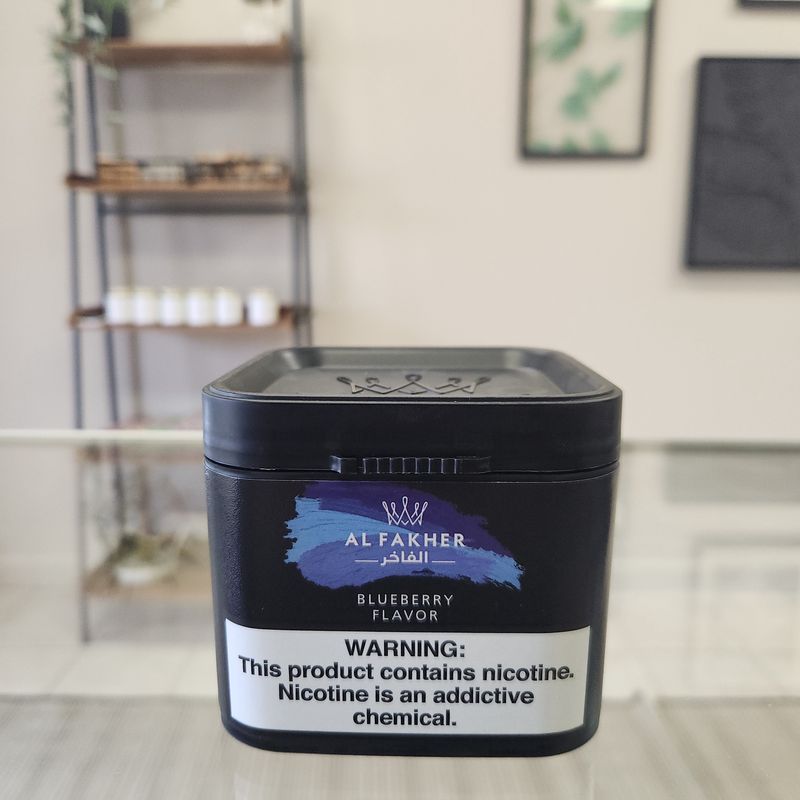 AL FAKHER
الفاخر
BLUEBERRY
FLAVOR
WARNING:
This product contains nicotine.
Nicotine is an addictive
chemical.